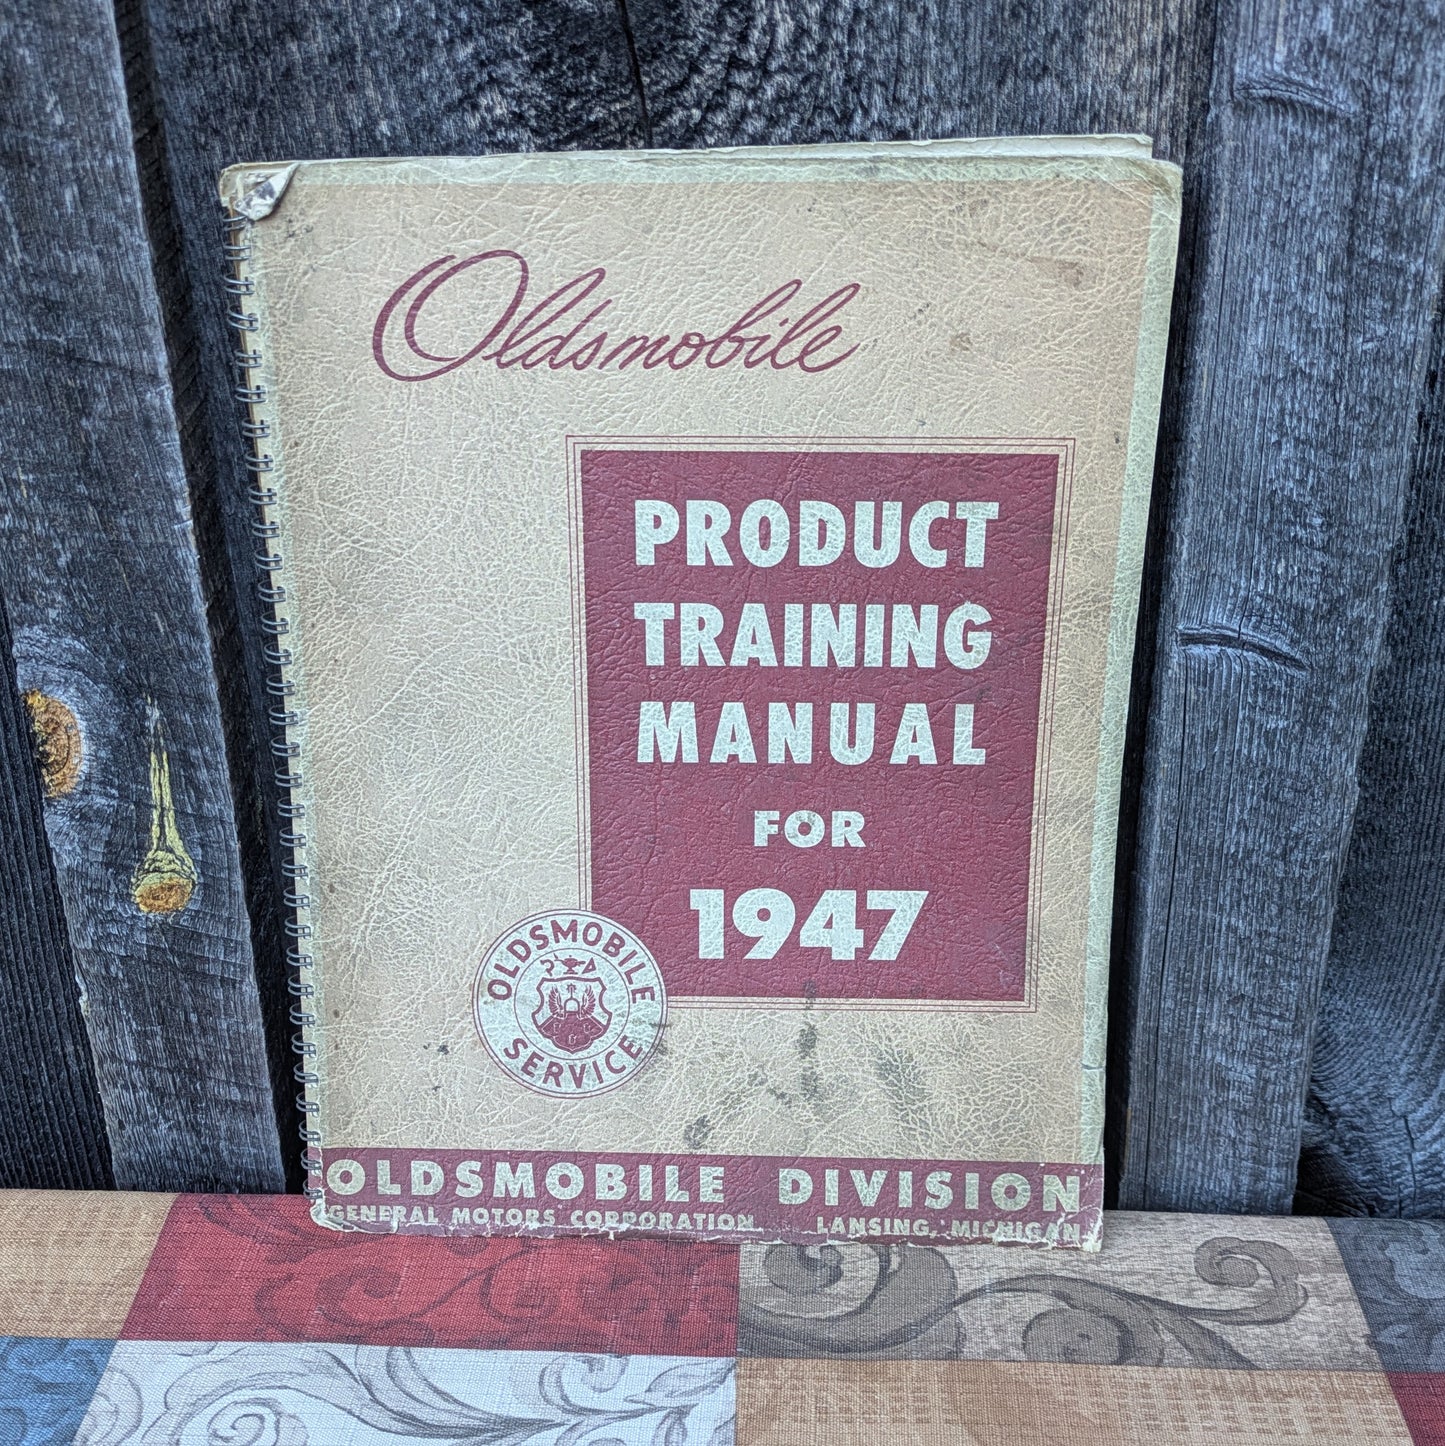 Oldsmobile
PRODUCT
TRAINING
MANUAL
FOR
1947
OLDSMOBILE
SERVICE
OLDSMOBILE DIVISION
GENERAL MOTORS CORPORATION LANSING, MICHIGAN